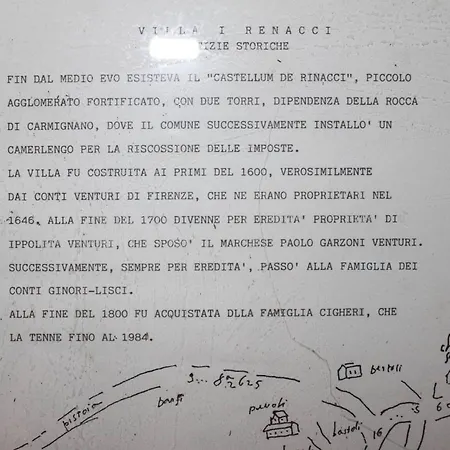 VILLA I RENACCI
TIZIE STORICHE
FIN DAL MEDIO EVO ESISTEVA IL "CASTELLUM DE RINACCI", PICCOLO
AGGLOMERATO FORTIFICATO, CON DUE TORRI, DIPENDENZA DELLA ROCCA
DI CARMIGNANO, DOVE IL COMUNE SUCCESSIVAMENTE INSTALLO' UN
CAMERLENGO PER LA RISCOSSIONE DELLE IMPOSTE.
LA VILLA FU COSTRUITA AI PRIMI DEL 1600, VEROSIMILMENTE
DAI CONTI VENTURI DI FIRENZE, CHE NE ERANO PROPRIETARI NEL
1646. ALLA FINE DEL 1700 DIVENNE PER EREDITA' PROPRIETA' DI
IPPOLITA VENTURI, CHE SPOSO' IL MARCHESE PAOLO GARZONI VENTURI.
SUCCESSIVAMENTE, SEMPRE PER EREDITA', PASSO' ALLA FAMIGLIA DEI
CONTI GINORI-LISCI.
ALLA FINE DEL 1800 FU ACQUISTATA DLLA FAMIGLIA CIGHERI, CHE
LA TENNE FINO AL 1984.
bertoli
pistoia
16